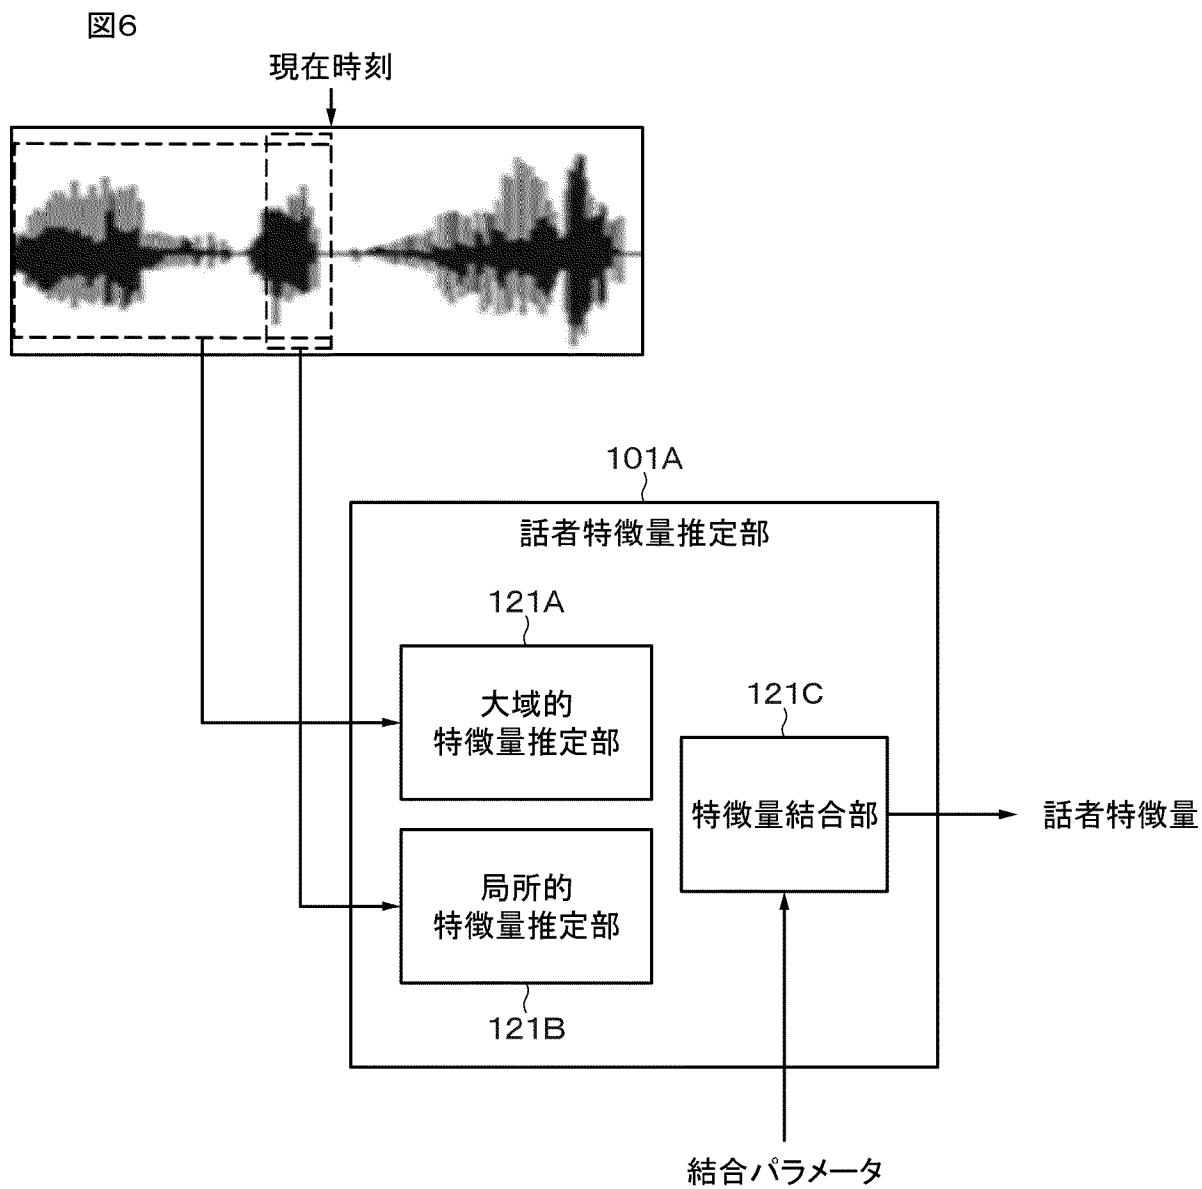 図6
現在時刻
101A
話者特徴量推定部
121A
大域的
特徴量推定部
121C
特徴量結合部
話者特徴量
局所的
特徴量推定部
121B
結合パラメータ